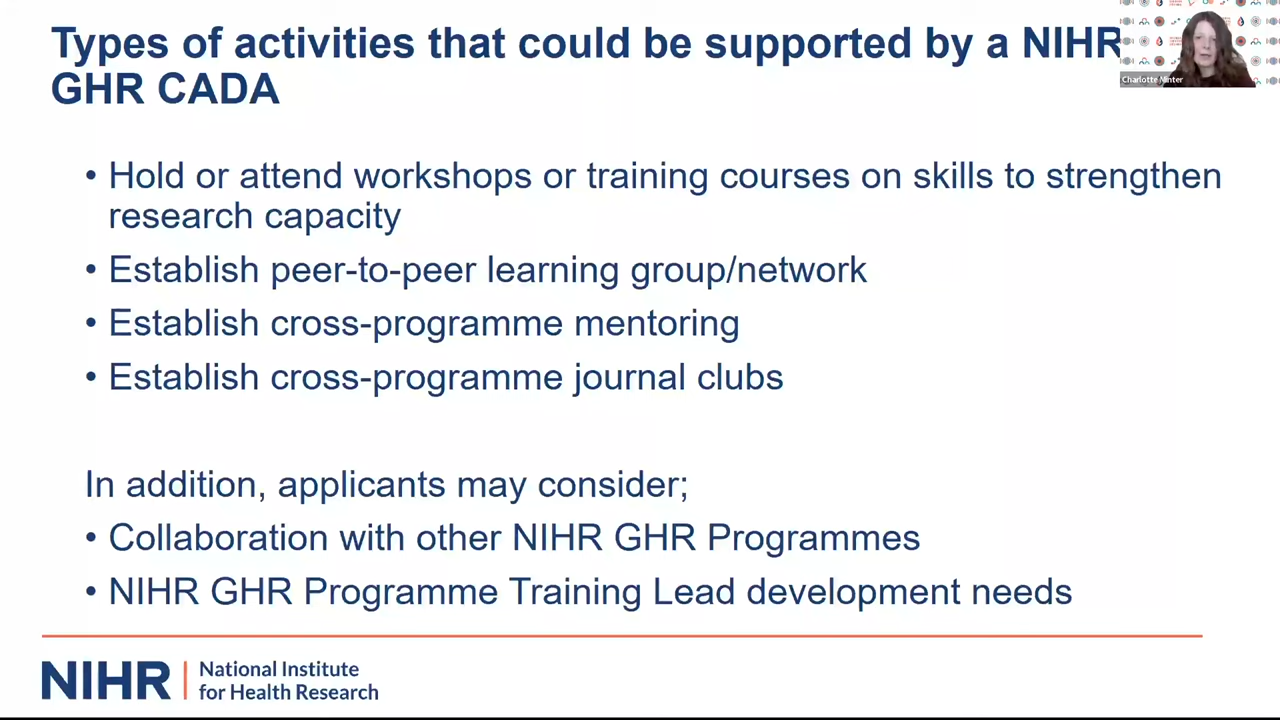 Types of activities that could be supported by a NIHR
GHR CADA
Charlotte Minter
• Hold or attend workshops or training courses on skills to strengthen
research capacity
• Establish peer-to-peer learning group/network
• Establish cross-programme mentoring
• Establish cross-programme journal clubs
In addition, applicants may consider;
• Collaboration with other NIHR GHR Programmes
• NIHR GHR Programme Training Lead development needs
NIHR | National Institute
for Health Research